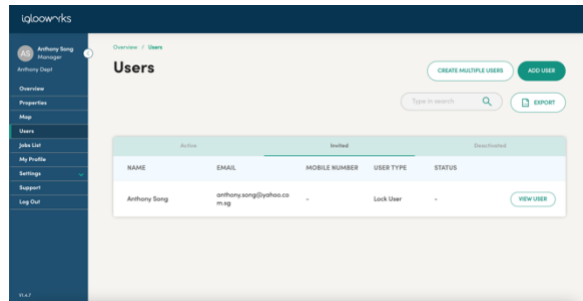 iglooworks
AS
Anthony Song
Manager
Anthony Dept
Overview
Properties
Map
Users
Jobs List
My Profile
Settings
Support
Log Out
V1.4.7
Overview / Users
Users
CREATE MULTIPLE USERS
ADD USER
Type in search
EXPORT
Active
Invited
Deactivated
NAME EMAIL MOBILE NUMBER USER TYPE STATUS
Anthony Song anthony.song@yahoo.co - Lock User - VIEW USER
m.sg